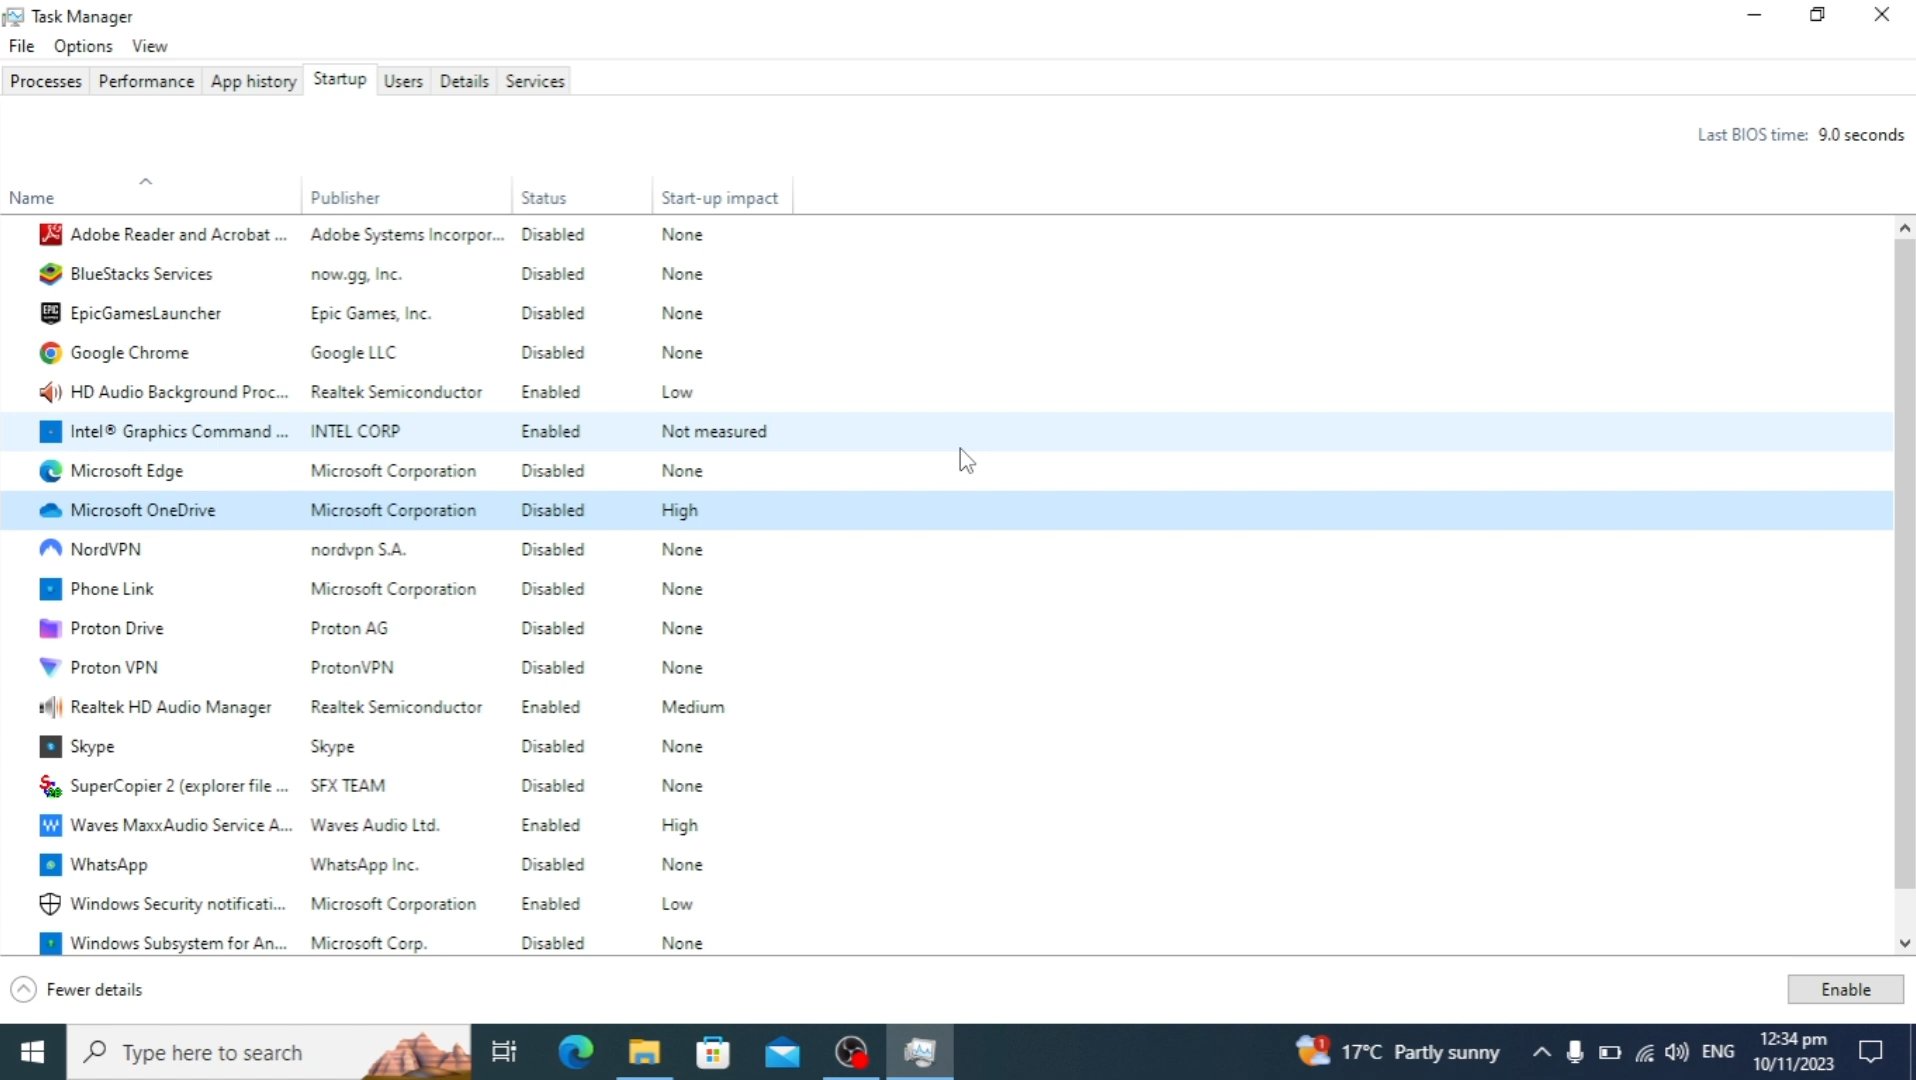 Task Manager
File Options View
Processes Performance App history Startup Users Details Services
Last BIOS time: 9.0 seconds
Name Publisher Status Start-up impact
Adobe Reader and Acrobat ... Adobe Systems Incorpor... Disabled None
BlueStacks Services now.gg, Inc. Disabled None
EpicGamesLauncher Epic Games, Inc. Disabled None
Google Chrome Google LLC Disabled None
HD Audio Background Proc... Realtek Semiconductor Enabled Low
Intel® Graphics Command ... INTEL CORP Enabled Not measured
Microsoft Edge Microsoft Corporation Disabled None
Microsoft OneDrive Microsoft Corporation Disabled High
NordVPN nordvpn S.A. Disabled None
Phone Link Microsoft Corporation Disabled None
Proton Drive Proton AG Disabled None
Proton VPN ProtonVPN Disabled None
Realtek HD Audio Manager Realtek Semiconductor Enabled Medium
Skype Skype Disabled None
SuperCopier 2 (explorer file ... SFX TEAM Disabled None
Waves MaxxAudio Service A... Waves Audio Ltd. Enabled High
WhatsApp WhatsApp Inc. Disabled None
Windows Security notificati... Microsoft Corporation Enabled Low
Windows Subsystem for An... Microsoft Corp. Disabled None
Fewer details Enable
Type here to search 1 17°C Partly sunny ENG 12:34 pm
10/11/2023